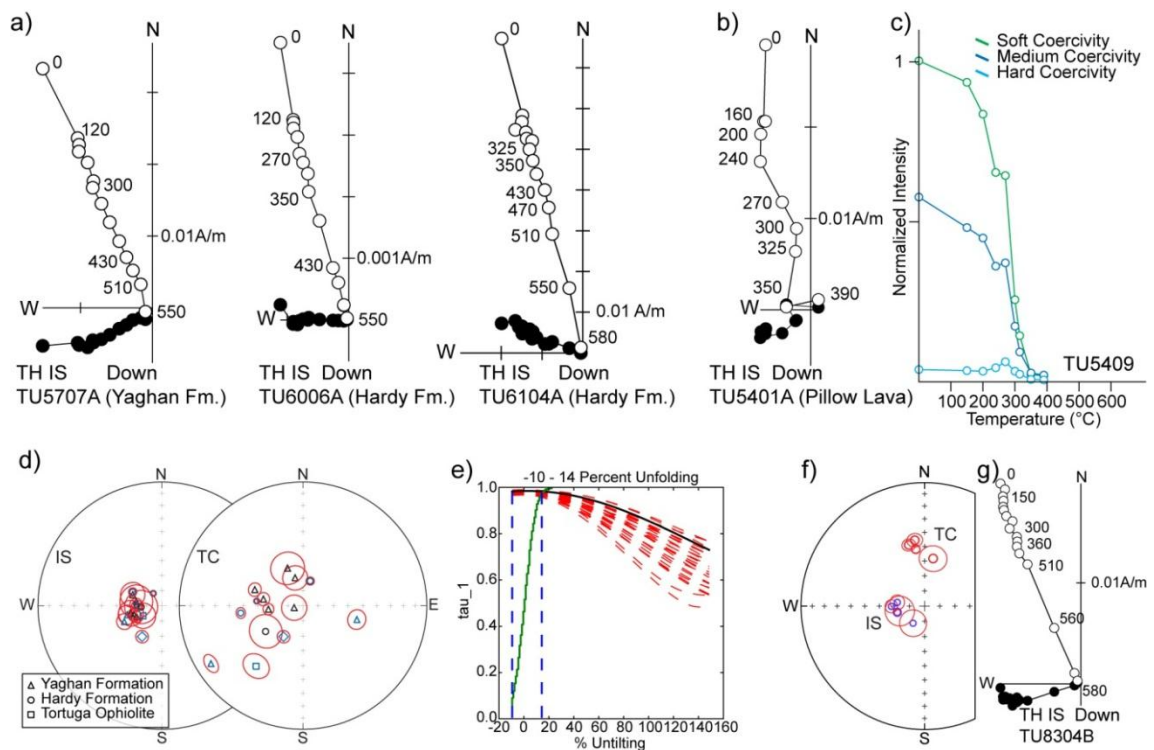 a)
N
0
120
300
0.01A/m
430
510
W
550
TH IS Down
TU5707A (Yaghan Fm.)
0
N
120
270
350
0.001A/m
430
W
550
TU6006A (Hardy Fm.)
0
N
325
350
430
470
510
550
0.01 A/m
580
W
TH IS Down
TU6104A (Hardy Fm.)
b)
N
0
160
200
240
0.01A/m
270
300
325
350
390
W
TH IS Down
TU5401A (Pillow Lava)
c)
Soft Coercivity
Medium Coercivity
Hard Coercivity
1
Normalized Intensity
TU5409
100 200 300 400 500 600
Temperature (°C)
d)
N
N
IS
TC
W
E
S
S
Yaghan Formation
Hardy Formation
Tortuga Ophiolite
e)
-10 - 14 Percent Unfolding
tau_1
1.0
0.8
0.6
0.4
0.2
0.0
-20 0 20 40 60 80 100 120 140 160
% Untilting
f)
N
TC
W
IS
S
g)
0
N
150
300
360
510
0.01A/m
560
W
580
TH IS Down
TU8304B